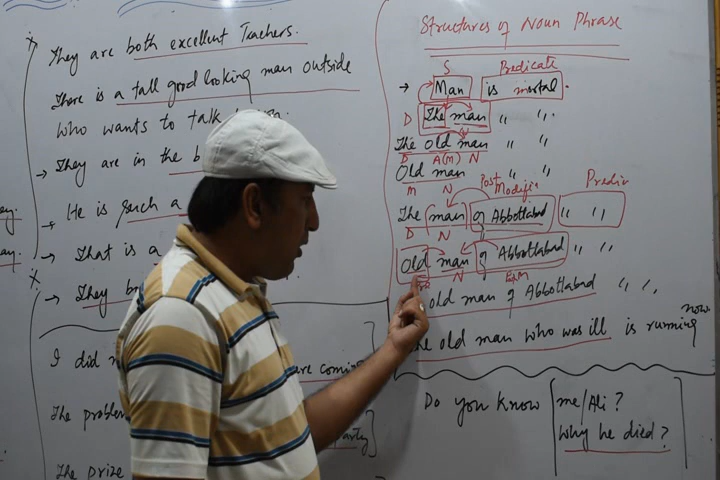 They are both excellent Teachers.
There is a tall good looking man outside
who wants to talk
They are in the
He is such a
That is a
They
I did
are coming
The problem
party
The prize
Structures of Noun Phrase
S Predicate
Man is mortal.
D The man " "
The old man " "
D A(M) N
Old man " "
M N
Post Modifi
Predic
The man of Abbottabad " "
D N
Old man of Abbottabad " "
N
old man of Abbottabad " "
The old man who was ill is running now
Do you know me/Ali?
Why he died?